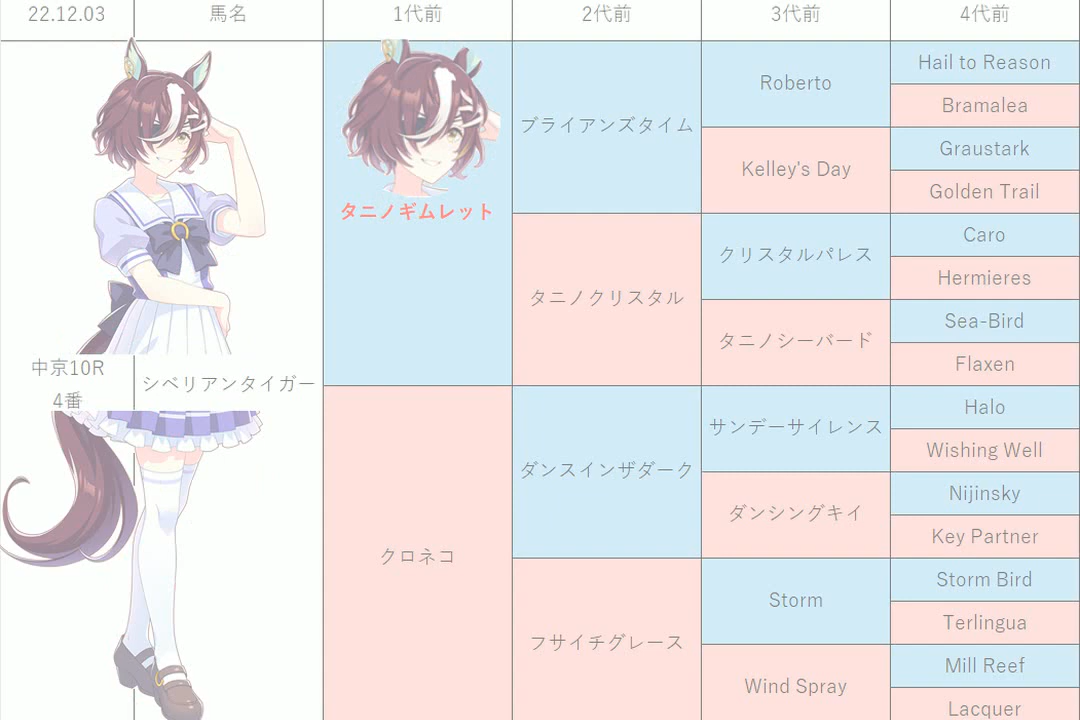 22.12.03
馬名
1代前
2代前
3代前
4代前
中京10R
4番
シベリアンタイガー
タニノギムレット
クロネコ
ブライアンズタイム
タニノクリスタル
ダンスインザダーク
フサイチグレース
Roberto
Kelley's Day
クリスタルパレス
タニノシーバード
サンデーサイレンス
ダンシングキイ
Storm
Wind Spray
Hail to Reason
Bramalea
Graustark
Golden Trail
Caro
Hermieres
Sea-Bird
Flaxen
Halo
Wishing Well
Nijinsky
Key Partner
Storm Bird
Terlingua
Mill Reef
Lacquer